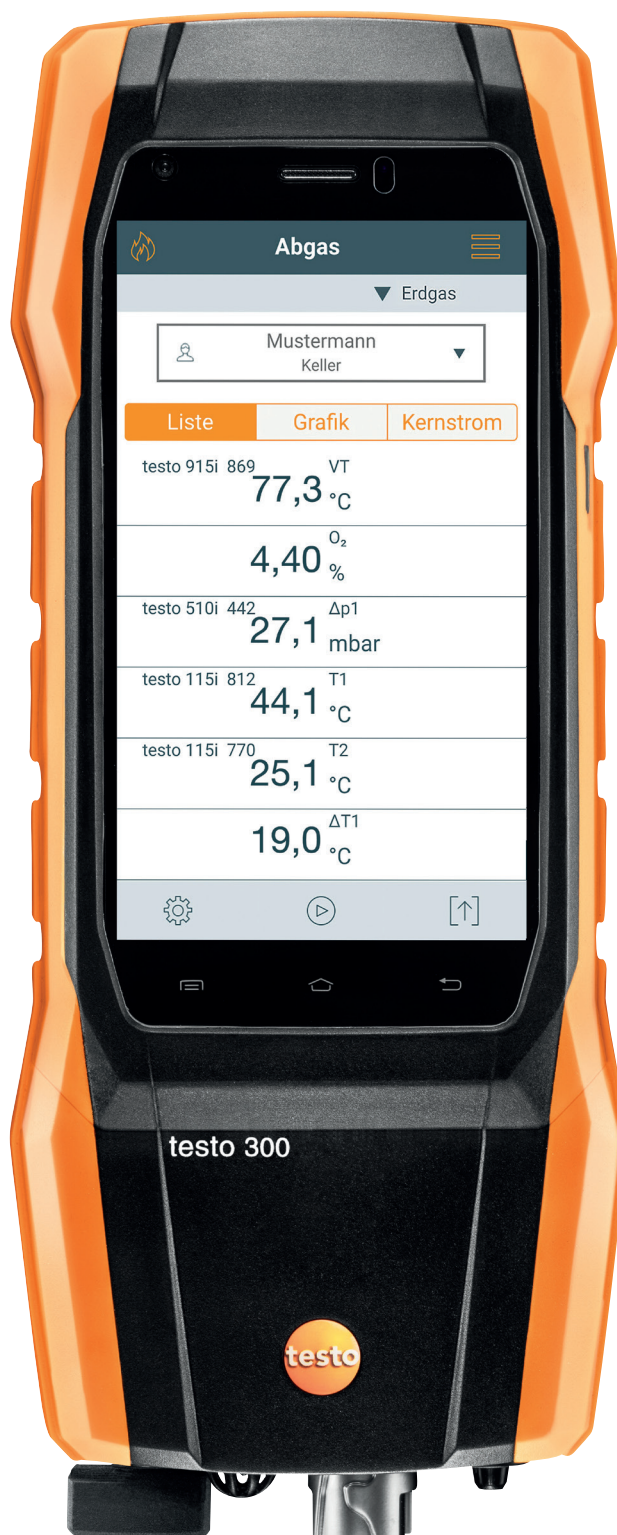 Abgas
Erdgas
Mustermann
Keller
Liste Grafik Kernstrom
testo 915i 869 77,3 VT °C
4,40 O₂ %
testo 510i 442 27,1 Δp1 mbar
testo 115i 812 44,1 T1 °C
testo 115i 770 25,1 T2 °C
19,0 ΔT1 °C
testo 300
testo